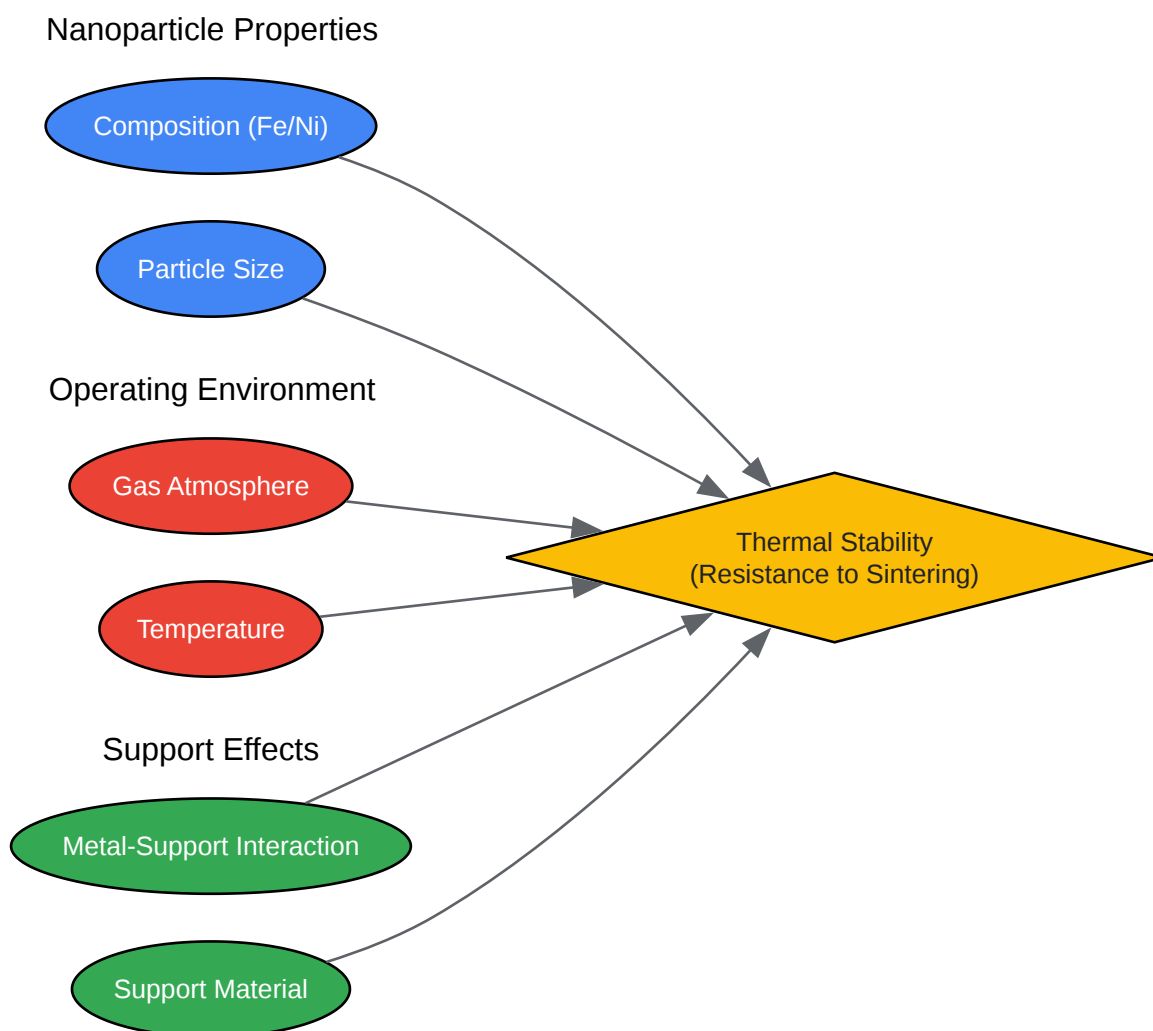 Nanoparticle Properties
Composition (Fe/Ni)
Particle Size
Operating Environment
Gas Atmosphere
Temperature
Thermal Stability
(Resistance to Sintering)
Support Effects
Metal-Support Interaction
Support Material